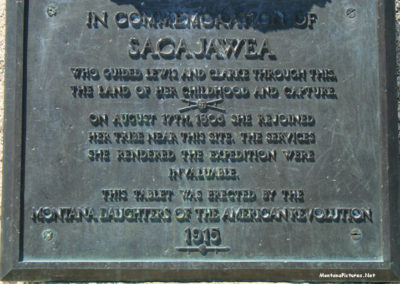 IN COMMEMORATION OF
SACAJAWEA
WHO GUIDED LEWIS AND CLARKE THROUGH THIS,
THE LAND OF HER CHILDHOOD AND CAPTURE.
ON AUGUST 17TH, 1805 SHE REJOINED
HER TRIBE NEAR THIS SITE. THE SERVICES
SHE RENDERED THE EXPEDITION WERE
INVALUABLE.
THIS TABLET WAS ERECTED BY THE
MONTANA DAUGHTERS OF THE AMERICAN REVOLUTION
1915
MontanaPictures.Net